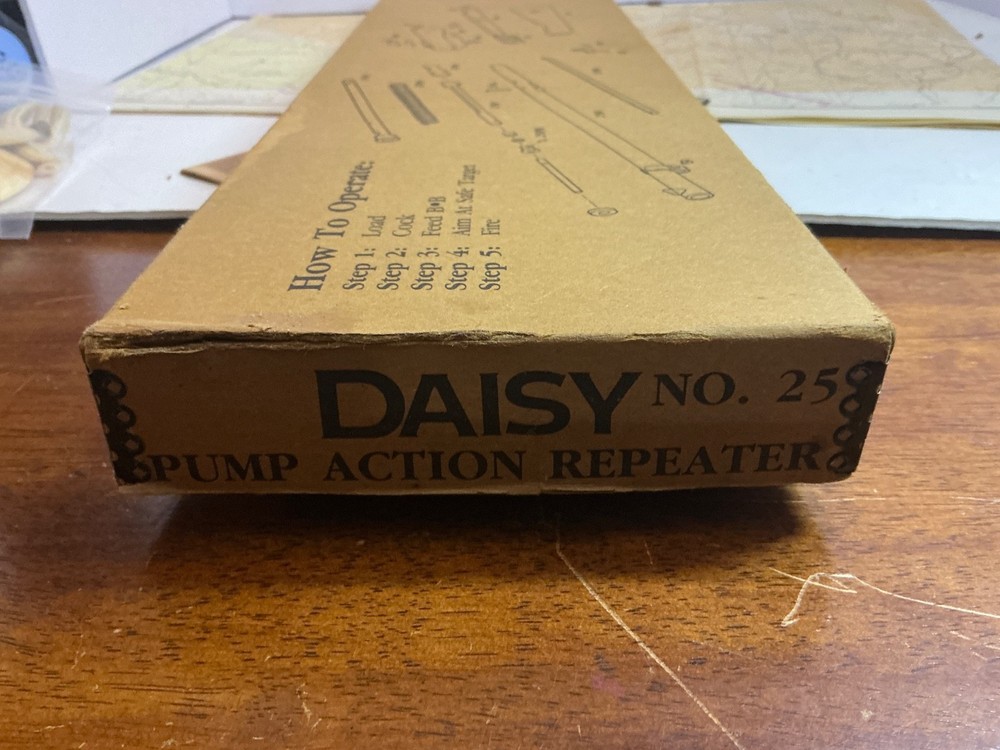 How To Operate:
Step 1: Load
Step 2: Cock
Step 3: Feed B•B
Step 4: Aim At Safe Target
Step 5: Fire
DAISY NO. 25
PUMP ACTION REPEATER